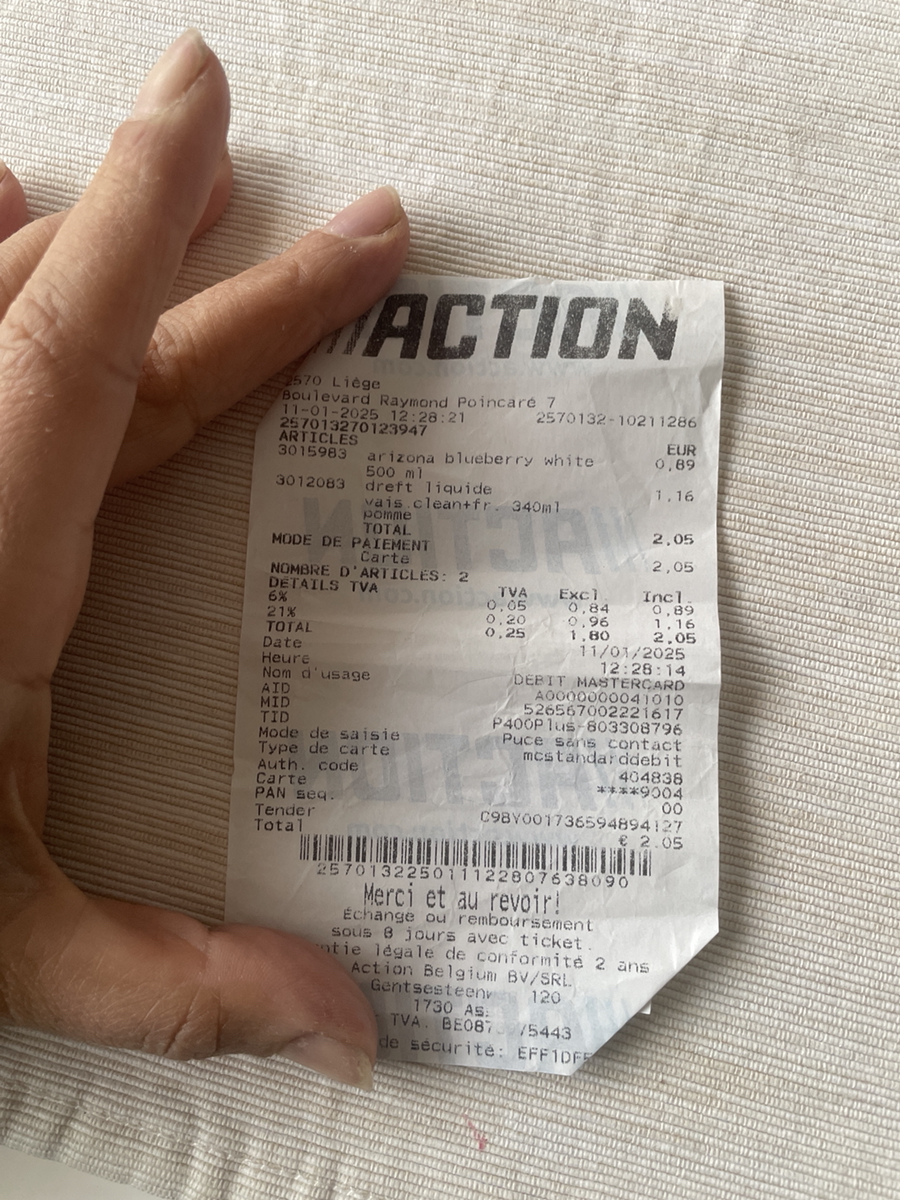 ACTION
2570 Liège
Boulevard Raymond Poincaré 7
11-01-2025 12:28:21 2570132-10211286
257013270123947
ARTICLES EUR
3015983 arizona blueberry white 0,89
500 ml
3012083 dreft liquide 1,16
vais.clean+fr. 340ml
pomme
TOTAL 2,05
MODE DE PAIEMENT
Carte 2,05
NOMBRE D'ARTICLES: 2
DETAILS TVA TVA Excl. Incl.
6% 0,05 0,84 0,89
21% 0,20 0,96 1,16
TOTAL 0,25 1,80 2,05
Date 11/01/2025
Heure 12:28:14
Nom d'usage DEBIT MASTERCARD
AID A0000000041010
MID 526567002221617
TID P400Plus-803308796
Mode de saisie Puce sans contact
Type de carte mcstandarddebit
Auth. code 404838
Carte ****9004
PAN seq. 00
Tender C98Y001736594894127
Total € 2.05
2570132250111122807638090
Merci et au revoir!
Échange ou remboursement
sous 8 jours avec ticket.
légale de conformité 2 ans
Action Belgium BV/SRL
120
1730
TVA. 
de sécurité: